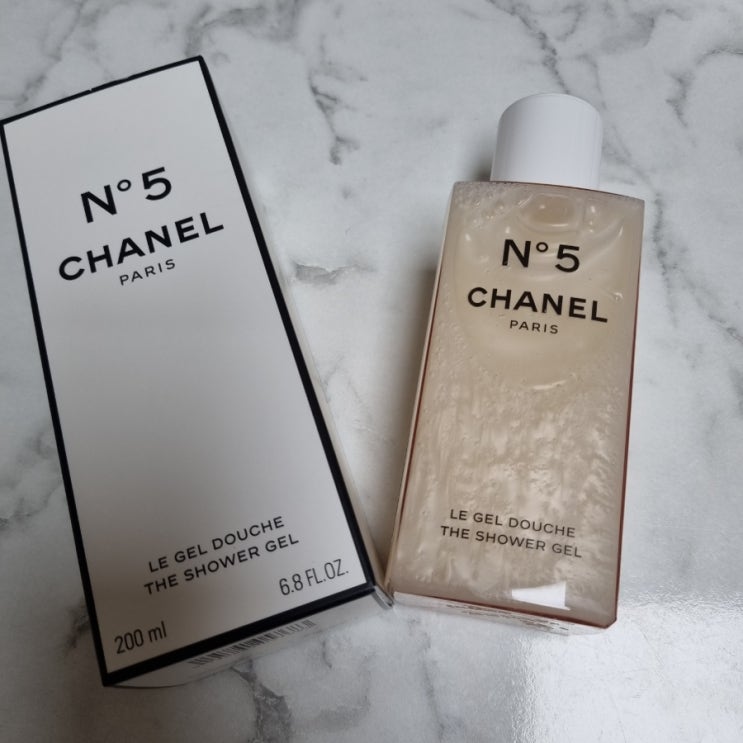 N° 5
CHANEL
PARIS
LE GEL DOUCHE
THE SHOWER GEL
200 ml
6.8 FL.OZ.
N° 5
CHANEL
PARIS
LE GEL DOUCHE
THE SHOWER GEL